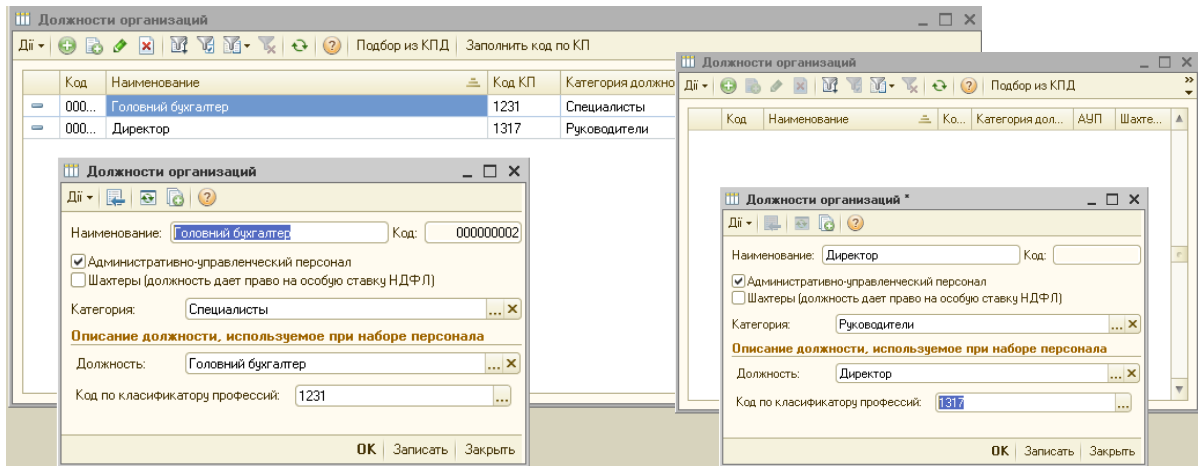 Должности организаций
Дії Подбор из КПД Заполнить код по КП
Код Наименование Код КП Категория должно
000... Головний бухгалтер 1231 Специалисты
000... Директор 1317 Руководители
Должности организаций
Дії
Наименование: Головний бухгалтер Код: 000000002
Административно-управленческий персонал
Шахтеры (должность дает право на особую ставку НДФЛ)
Категория: Специалисты ...
Описание должности, используемое при наборе персонала
Должность: Головний бухгалтер ...
Код по класификатору профессий: 1231 ...
OK Записать Закрыть
Должности организаций
Дії Подбор из КПД
Код Наименование Ко... Категория дол... АУП Шахте...
Должности организаций *
Дії
Наименование: Директор Код:
Административно-управленческий персонал
Шахтеры (должность дает право на особую ставку НДФЛ)
Категория: Руководители ...
Описание должности, используемое при наборе персонала
Должность: Директор ...
Код по класификатору профессий: 1317 ...
OK Записать Закрыть